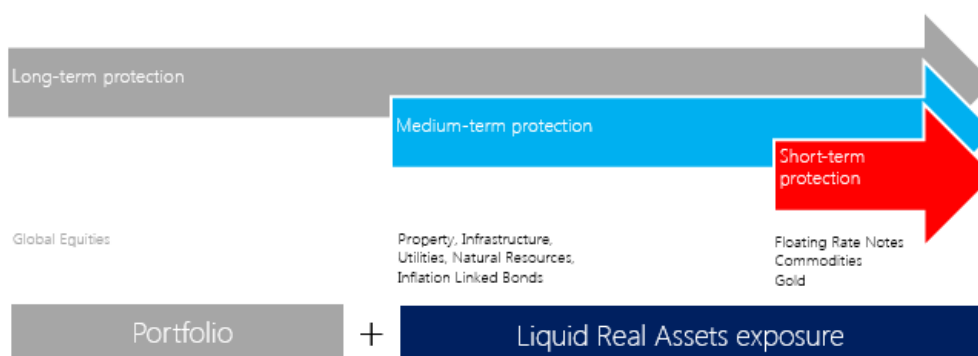 Long-term protection
Medium-term protection
Short-term
protection
Global Equities
Property, Infrastructure,
Utilities, Natural Resources,
Inflation Linked Bonds
Floating Rate Notes
Commodities
Gold
Portfolio
+
Liquid Real Assets exposure